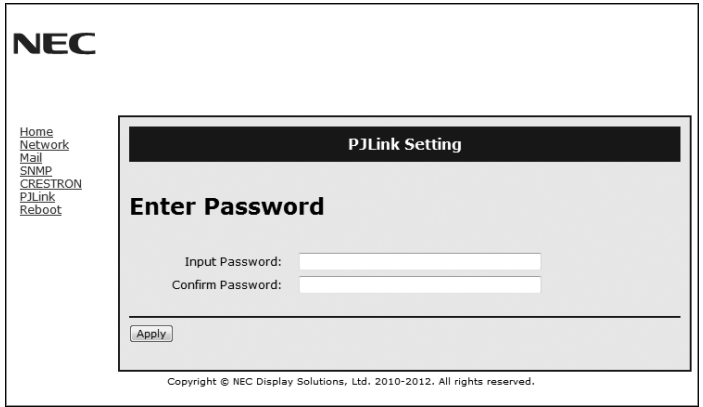 NEC
Home
Network
Mail
SNMP
CRESTRON
PJLink
Reboot
PJLink Setting
Enter Password
Input Password:
Confirm Password:
Apply
Copyright © NEC Display Solutions, Ltd. 2010-2012. All rights reserved.